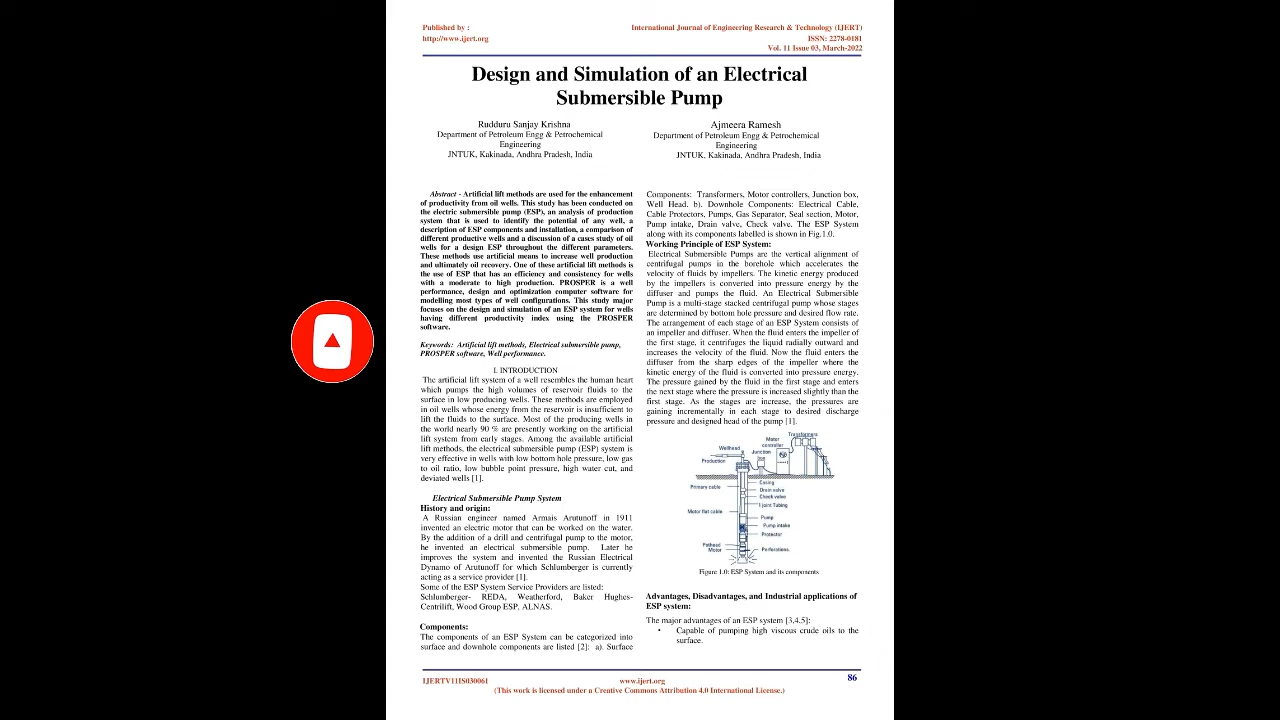 Published by :
http://www.ijert.org
International Journal of Engineering Research & Technology (IJERT)
ISSN: 2278-0181
Vol. 11 Issue 03, March-2022
Design and Simulation of an Electrical
Submersible Pump
Rudduru Sanjay Krishna
Department of Petroleum Engg & Petrochemical
Engineering
JNTUK, Kakinada, Andhra Pradesh, India
Ajmeera Ramesh
Department of Petroleum Engg & Petrochemical
Engineering
JNTUK, Kakinada, Andhra Pradesh, India
Abstract - Artificial lift methods are used for the enhancement
of productivity from oil wells. This study has been conducted on
the electric submersible pump (ESP), an analysis of production
system that is used to identify the potential of any well, a
description of ESP components and installation, a comparison of
different productive wells and a discussion of a cases study of oil
wells for a design ESP throughout the different parameters.
These methods use artificial means to increase well production
and ultimately oil recovery. One of these artificial lift methods is
the use of ESP that has an efficiency and consistency for wells
with a moderate to high production. PROSPER is a well
performance, design and optimization computer software for
modelling most types of well configurations. This study major
focuses on the design and simulation of an ESP system for wells
having different productivity index using the PROSPER
software.
Keywords: Artificial lift methods, Electrical submersible pump,
PROSPER software, Well performance.
I. INTRODUCTION
The artificial lift system of a well resembles the human heart
which pumps the high volumes of reservoir fluids to the
surface in low producing wells. These methods are employed
in oil wells whose energy from the reservoir is insufficient to
lift the fluids to the surface. Most of the producing wells in
the world nearly 90 % are presently working on the artificial
lift system from early stages. Among the available artificial
lift methods, the electrical submersible pump (ESP) system is
very effective in wells with low bottom hole pressure, low gas
to oil ratio, low bubble point pressure, high water cut, and
deviated wells [1].
Electrical Submersible Pump System
History and origin:
A Russian engineer named Armais Arutunoff in 1911
invented an electric motor that can be worked on the water.
By the addition of a drill and centrifugal pump to the motor,
he invented an electrical submersible pump. Later he
improves the system and invented the Russian Electrical
Dynamo of Arutunoff for which Schlumberger is currently
acting as a service provider [1].
Some of the ESP System Service Providers are listed:
Schlumberger- REDA, Weatherford, Baker Hughes-
Centrilift, Wood Group ESP, ALNAS.
Components:
The components of an ESP System can be categorized into
surface and downhole components are listed [2]: a). Surface
Components: Transformers, Motor controllers, Junction box,
Well Head. b). Downhole Components: Electrical Cable,
Cable Protectors, Pumps, Gas Separator, Seal section, Motor,
Pump intake, Drain valve, Check valve. The ESP System
along with its components labelled is shown in Fig.1.0.
Working Principle of ESP System:
Electrical Submersible Pumps are the vertical alignment of
centrifugal pumps in the borehole which accelerates the
velocity of fluids by impellers. The kinetic energy produced
by the impellers is converted into pressure energy by the
diffuser and pumps the fluid. An Electrical Submersible
Pump is a multi-stage stacked centrifugal pump whose stages
are determined by bottom hole pressure and desired flow rate.
The arrangement of each stage of an ESP System consists of
an impeller and diffuser. When the fluid enters the impeller of
the first stage, it centrifuges the liquid radially outward and
increases the velocity of the fluid. Now the fluid enters the
diffuser from the sharp edges of the impeller where the
kinetic energy of the fluid is converted into pressure energy.
The pressure gained by the fluid in the first stage and enters
the next stage where the pressure is increased slightly than the
first stage. As the stages are increase, the pressures are
gaining incrementally in each stage to desired discharge
pressure and designed head of the pump [1].
Transformers
Motor
controller
Wellhead
Junction
Production
Casing
Primary cable
Drain valve
Check valve
1 joint Tubing
Motor flat cable
Pump
Pump intake
Protector
Pothead
Motor
Perforations
Figure 1.0: ESP System and its components
Advantages, Disadvantages, and Industrial applications of
ESP system:
The major advantages of an ESP system [3,4,5]:
• Capable of pumping high viscous crude oils to the
surface.
IJERTV11IS030061
www.ijert.org
86
(This work is licensed under a Creative Commons Attribution 4.0 International License.)